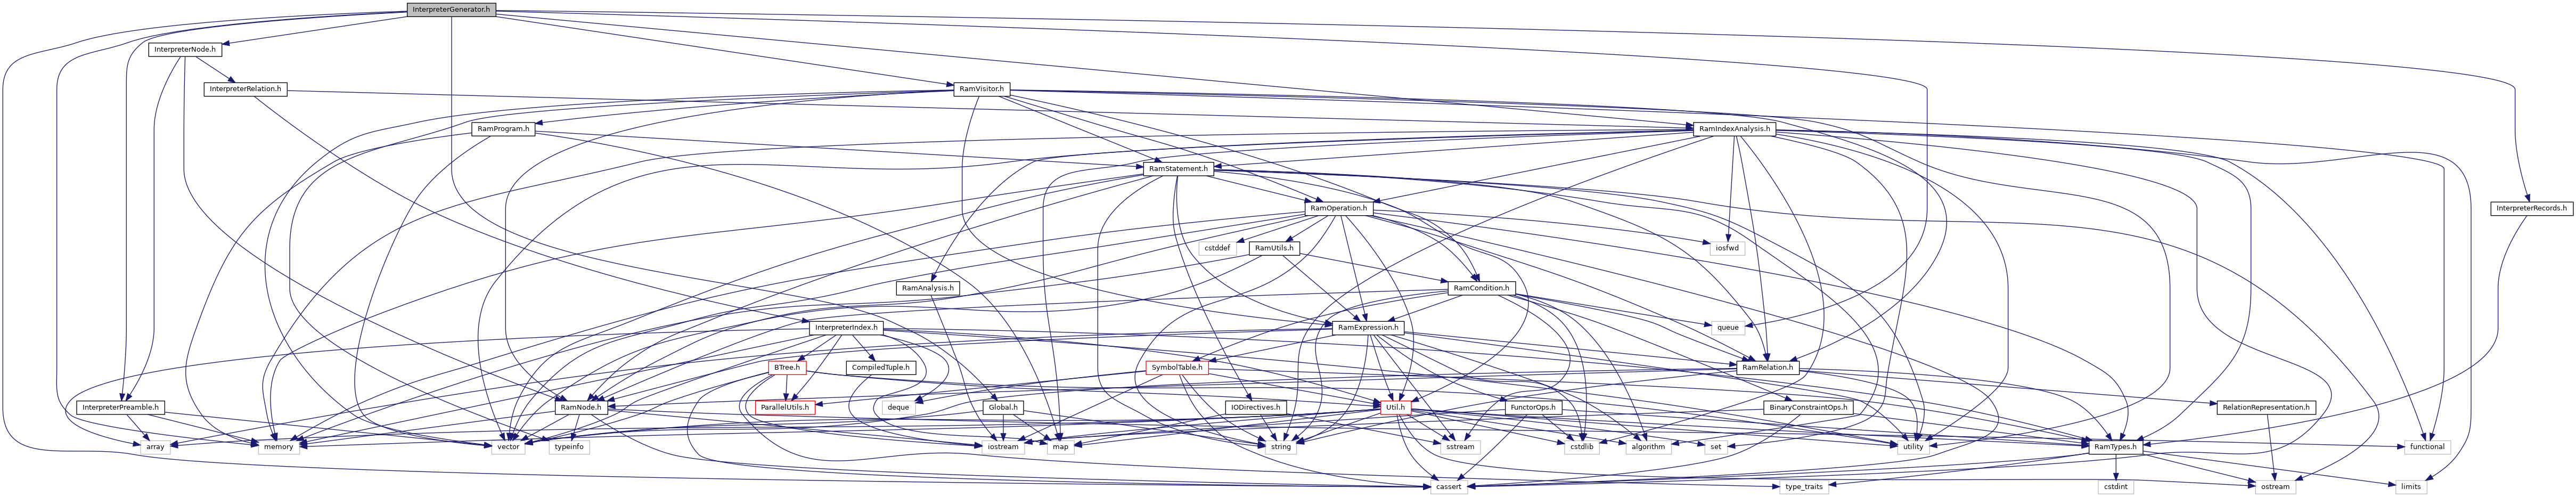 InterpreterGenerator.h
InterpreterNode.h
InterpreterRelation.h
RamVisitor.h
RamProgram.h
RamIndexAnalysis.h
RamStatement.h
RamOperation.h
InterpreterRecords.h
cstddef
RamUtils.h
iosfwd
RamAnalysis.h
RamCondition.h
InterpreterIndex.h
RamExpression.h
queue
BTree.h
CompiledTuple.h
SymbolTable.h
RamRelation.h
InterpreterPreamble.h
RamNode.h
ParallelUtils.h
deque
Global.h
IODirectives.h
Util.h
FunctorOps.h
BinaryConstraintOps.h
RelationRepresentation.h
array
memory
vector
typeinfo
iostream
map
string
sstream
cstdlib
algorithm
set
utility
RamTypes.h
functional
cassert
type_traits
cstdint
ostream
limits